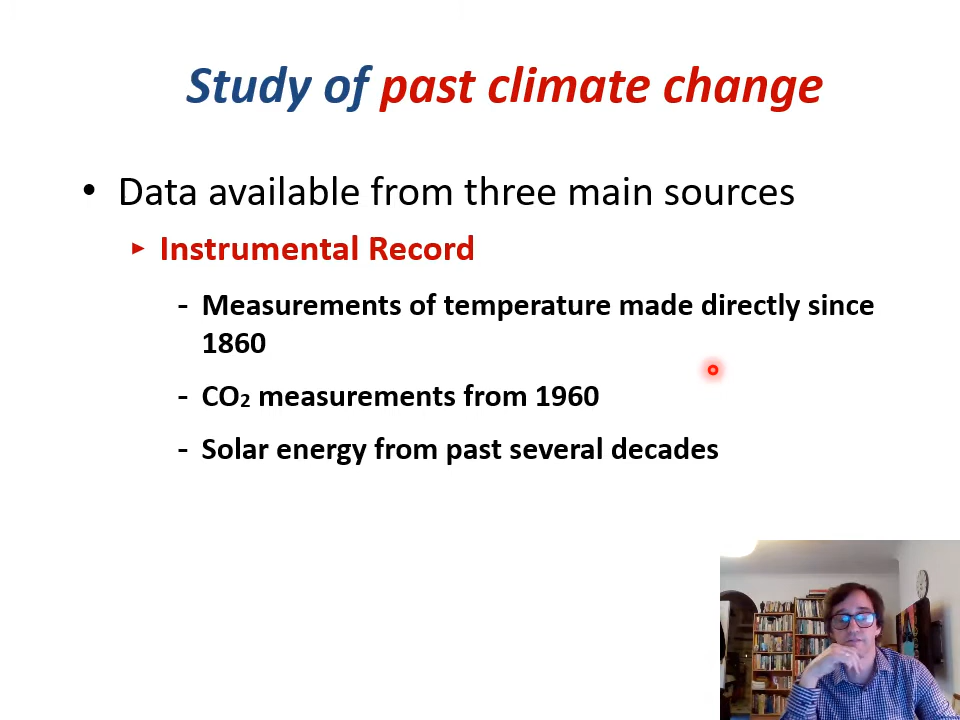 Study of past climate change
• Data available from three main sources
▸ Instrumental Record
- Measurements of temperature made directly since
1860
- CO₂ measurements from 1960
- Solar energy from past several decades